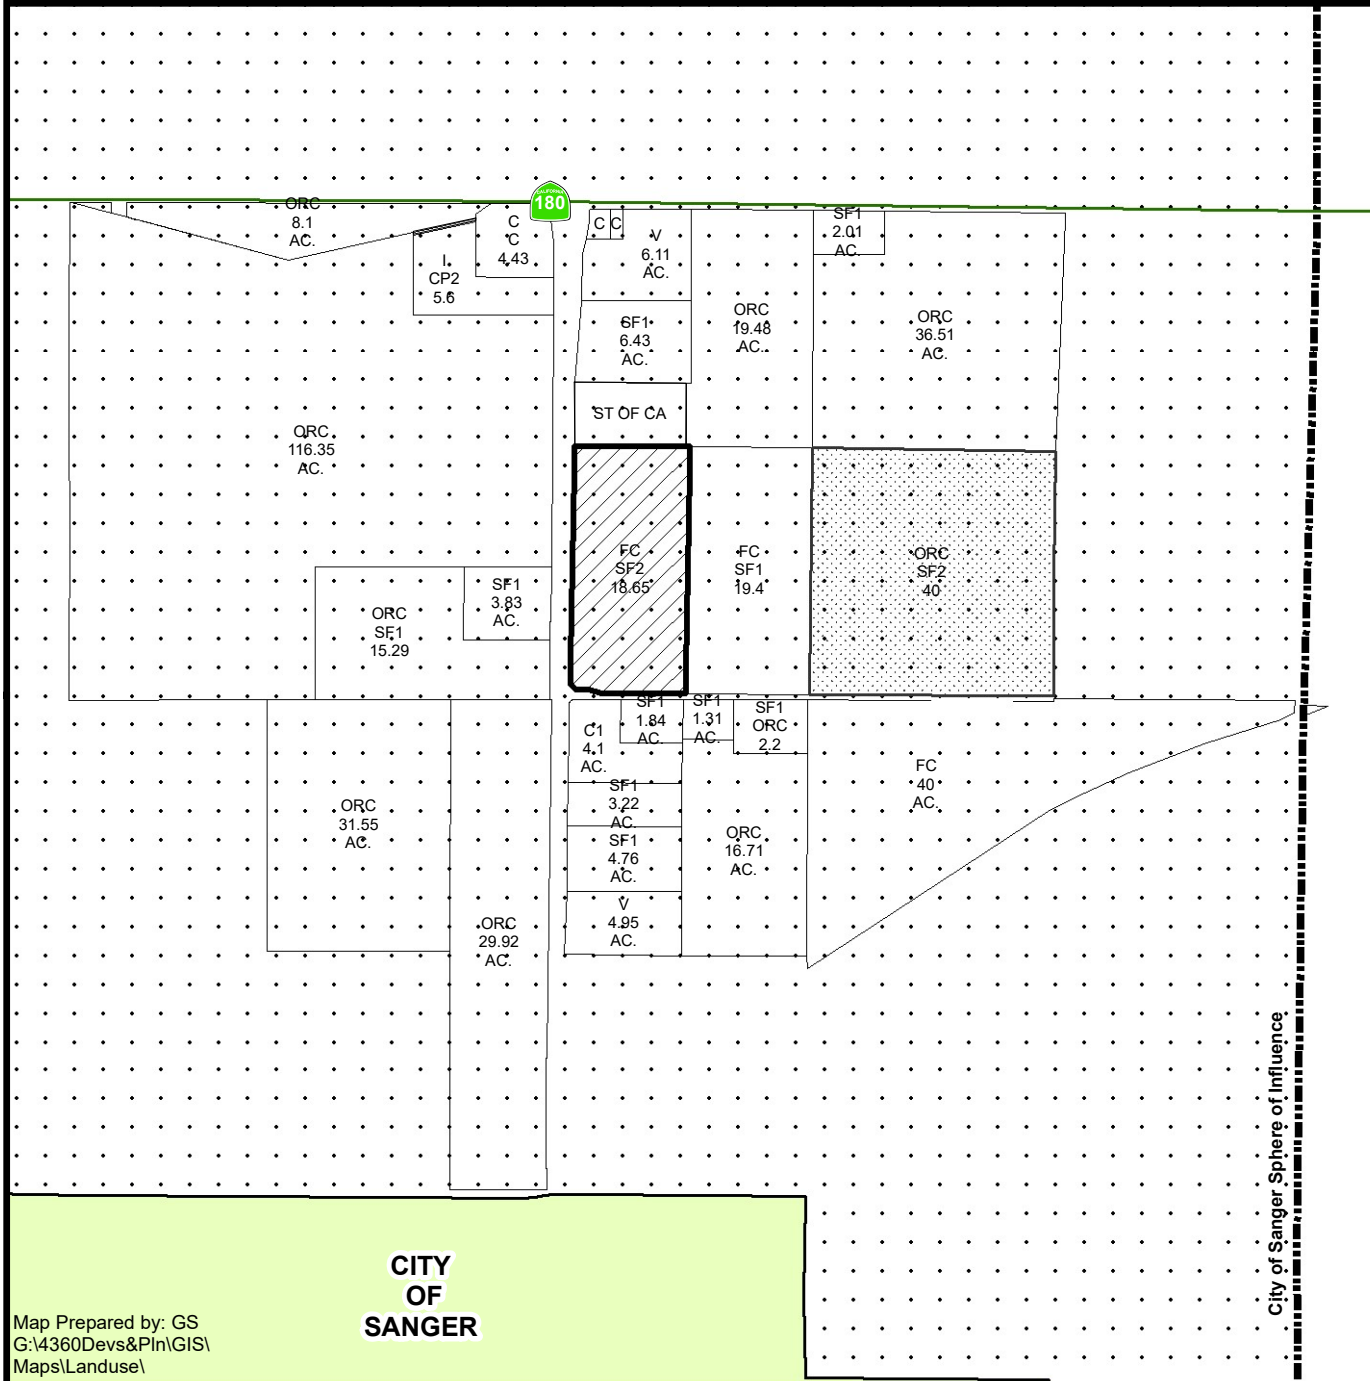 CALIFORNIA
180
ORC
8.1
AC.
C
C
4.43
I
CP2
5.6
C
C
V
6.11
AC.
SF1
2.01
AC.
SF1
6.43
AC.
ORC
19.48
AC.
ORC
36.51
AC.
ST OF CA
ORC
116.35
AC.
FC
SF2
18.65
FC
SF1
19.4
ORC
SF2
40
SF1
3.83
AC.
ORC
SF1
15.29
SF1
1.84
AC.
SF1
1.31
AC.
SF1
ORC
2.2
C1
4.1
AC.
FC
40
AC.
SF1
3.22
AC.
ORC
31.55
AC.
SF1
4.76
AC.
ORC
16.71
AC.
V
4.95
AC.
ORC
29.92
AC.
City of Sanger Sphere of Influence
CITY
OF
SANGER
Map Prepared by: GS
G:\4360Devs&Pln\GIS\
Maps\Landuse\